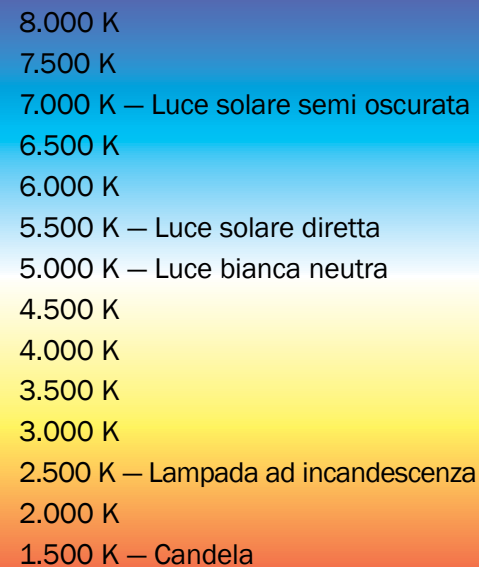 8.000 K
7.500 K
7.000 K — Luce solare semi oscurata
6.500 K
6.000 K
5.500 K — Luce solare diretta
5.000 K — Luce bianca neutra
4.500 K
4.000 K
3.500 K
3.000 K
2.500 K — Lampada ad incandescenza
2.000 K
1.500 K — Candela